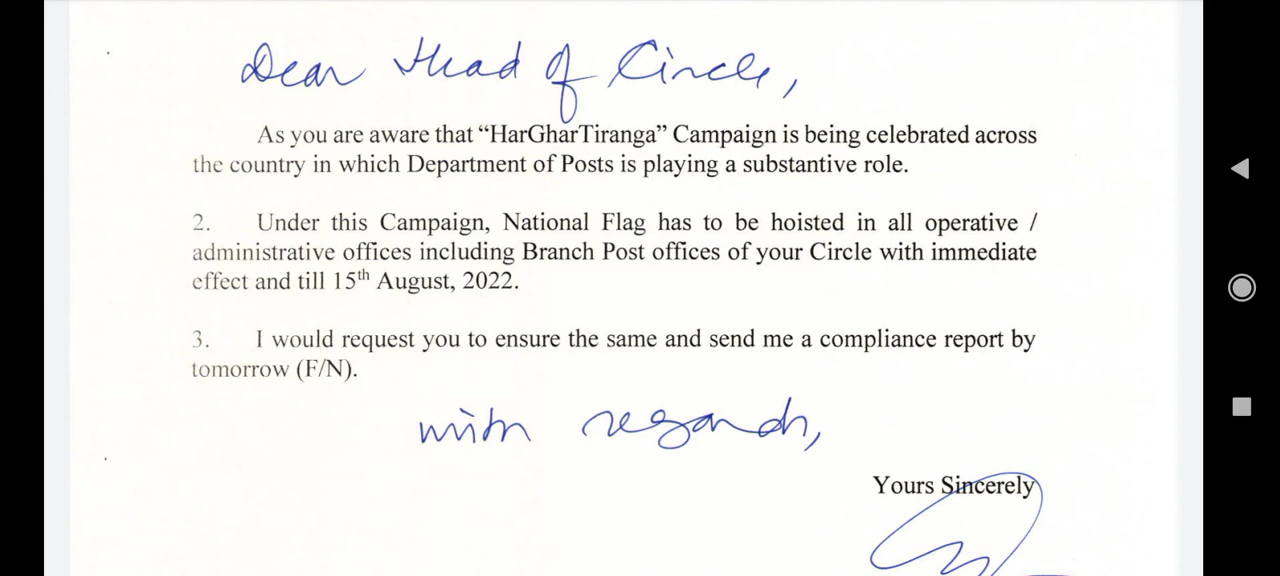 Dear Head of Circle,
As you are aware that “HarGharTiranga” Campaign is being celebrated across
the country in which Department of Posts is playing a substantive role.
2. Under this Campaign, National Flag has to be hoisted in all operative /
administrative offices including Branch Post offices of your Circle with immediate
effect and till 15th August, 2022.
3. I would request you to ensure the same and send me a compliance report by
tomorrow (F/N).
with regards,
Yours Sincerely